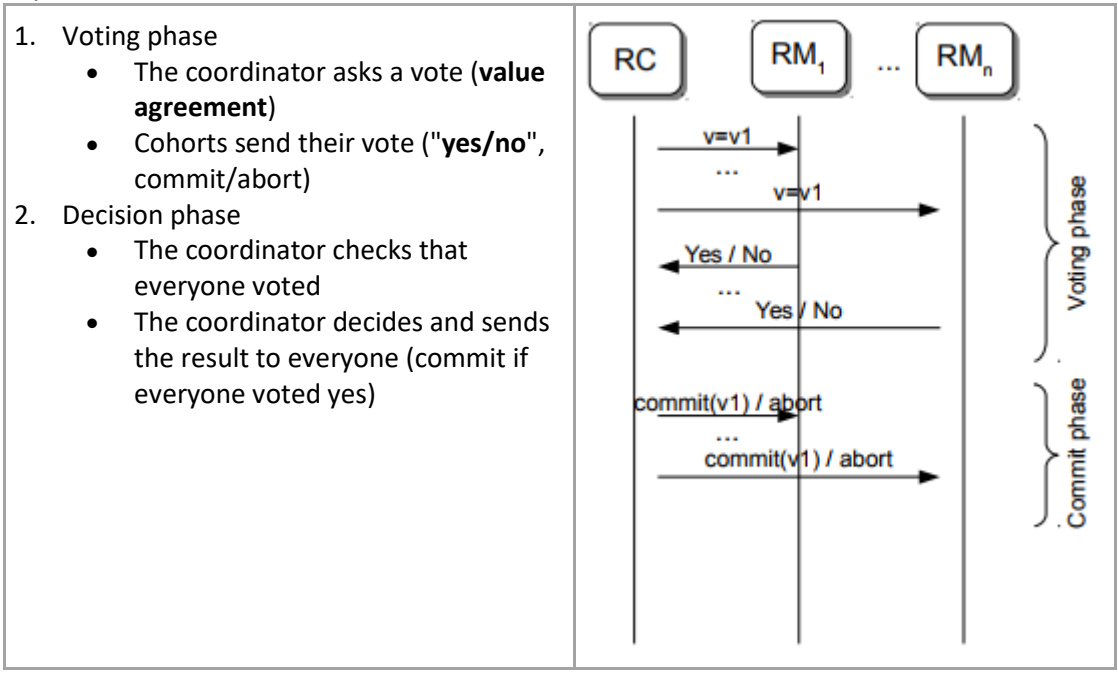 1. Voting phase
• The coordinator asks a vote (value
agreement)
• Cohorts send their vote ("yes/no",
commit/abort)
2. Decision phase
• The coordinator checks that
everyone voted
• The coordinator decides and sends
the result to everyone (commit if
everyone voted yes)
RC
RM1
...
RMn
v=v1
...
v=v1
Yes / No
...
Yes / No
Voting phase
commit(v1) / abort
...
commit(v1) / abort
Commit phase